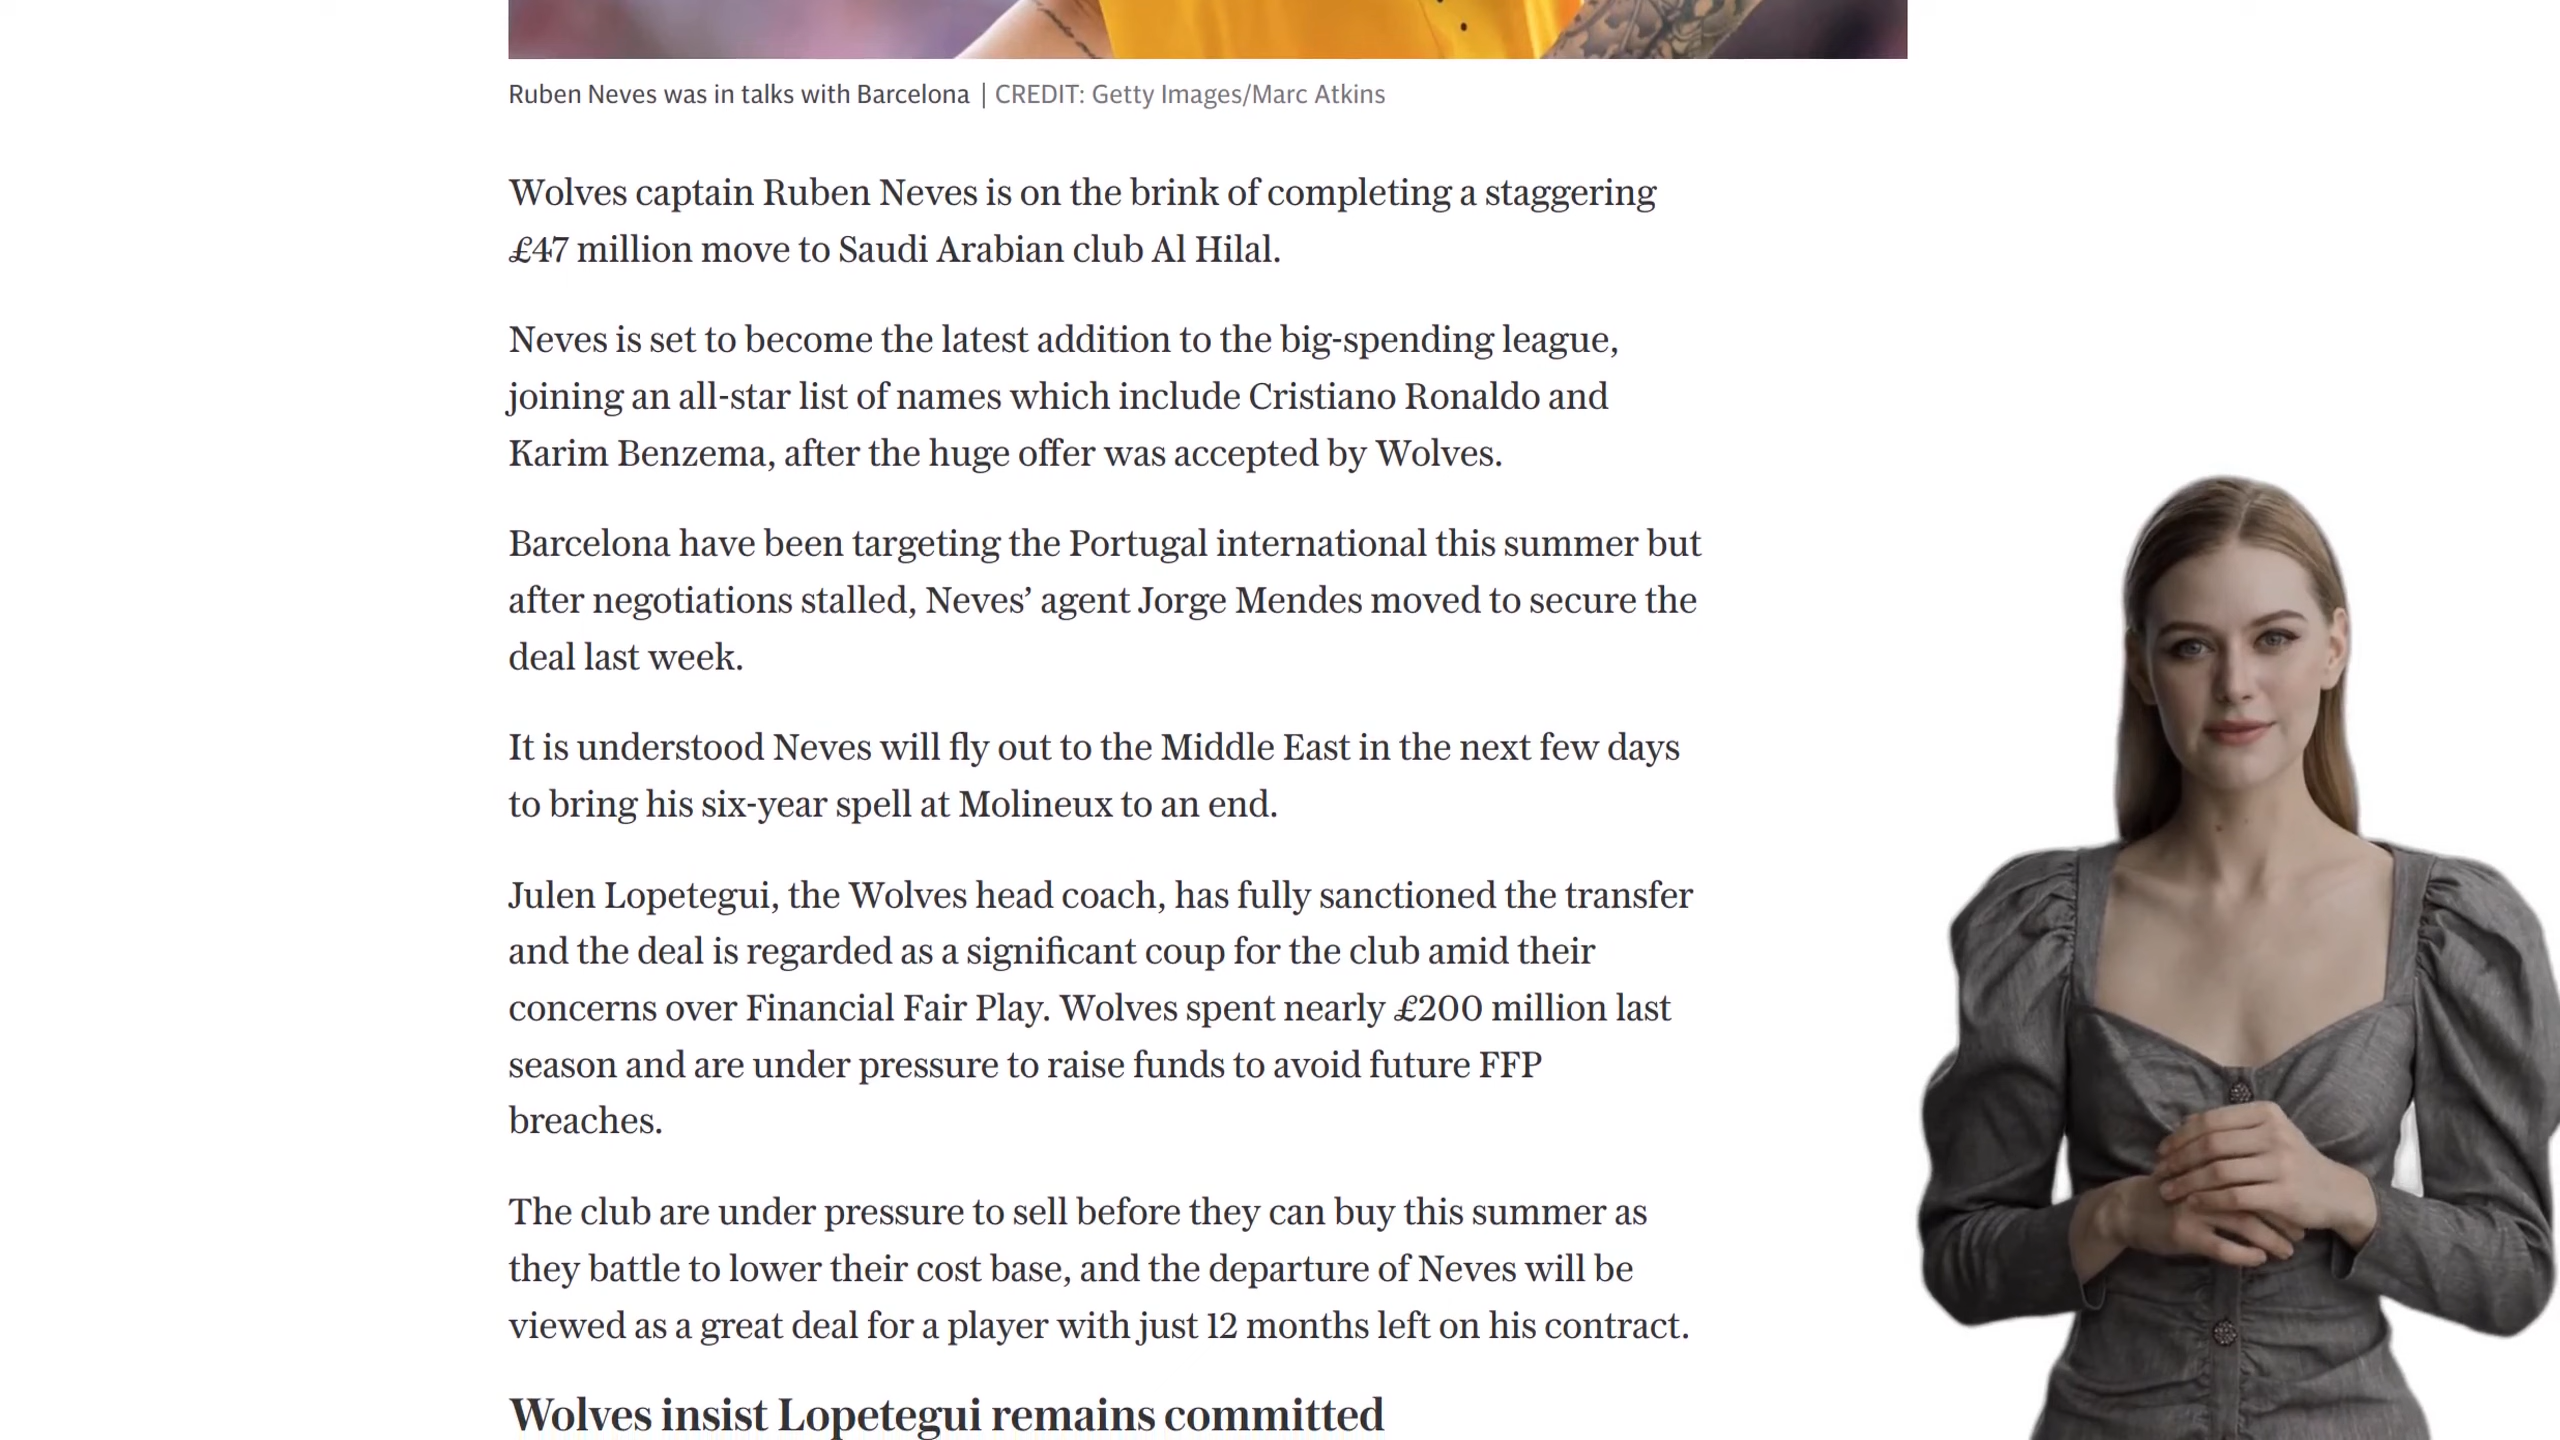 Ruben Neves was in talks with Barcelona | CREDIT: Getty Images/Marc Atkins
Wolves captain Ruben Neves is on the brink of completing a staggering
£47 million move to Saudi Arabian club Al Hilal.
Neves is set to become the latest addition to the big-spending league,
joining an all-star list of names which include Cristiano Ronaldo and
Karim Benzema, after the huge offer was accepted by Wolves.
Barcelona have been targeting the Portugal international this summer but
after negotiations stalled, Neves’ agent Jorge Mendes moved to secure the
deal last week.
It is understood Neves will fly out to the Middle East in the next few days
to bring his six-year spell at Molineux to an end.
Julen Lopetegui, the Wolves head coach, has fully sanctioned the transfer
and the deal is regarded as a significant coup for the club amid their
concerns over Financial Fair Play. Wolves spent nearly £200 million last
season and are under pressure to raise funds to avoid future FFP
breaches.
The club are under pressure to sell before they can buy this summer as
they battle to lower their cost base, and the departure of Neves will be
viewed as a great deal for a player with just 12 months left on his contract.
Wolves insist Lopetegui remains committed